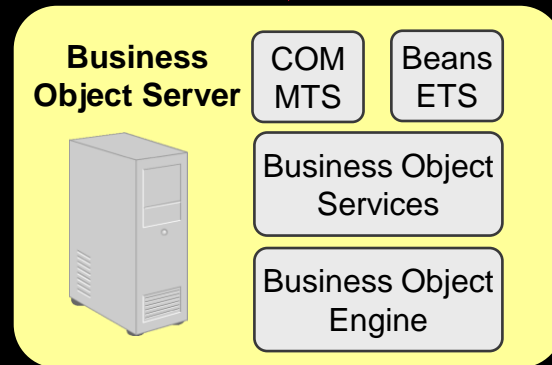 Business
Object Server
COM
MTS
Beans
ETS
Business Object
Services
Business Object
Engine